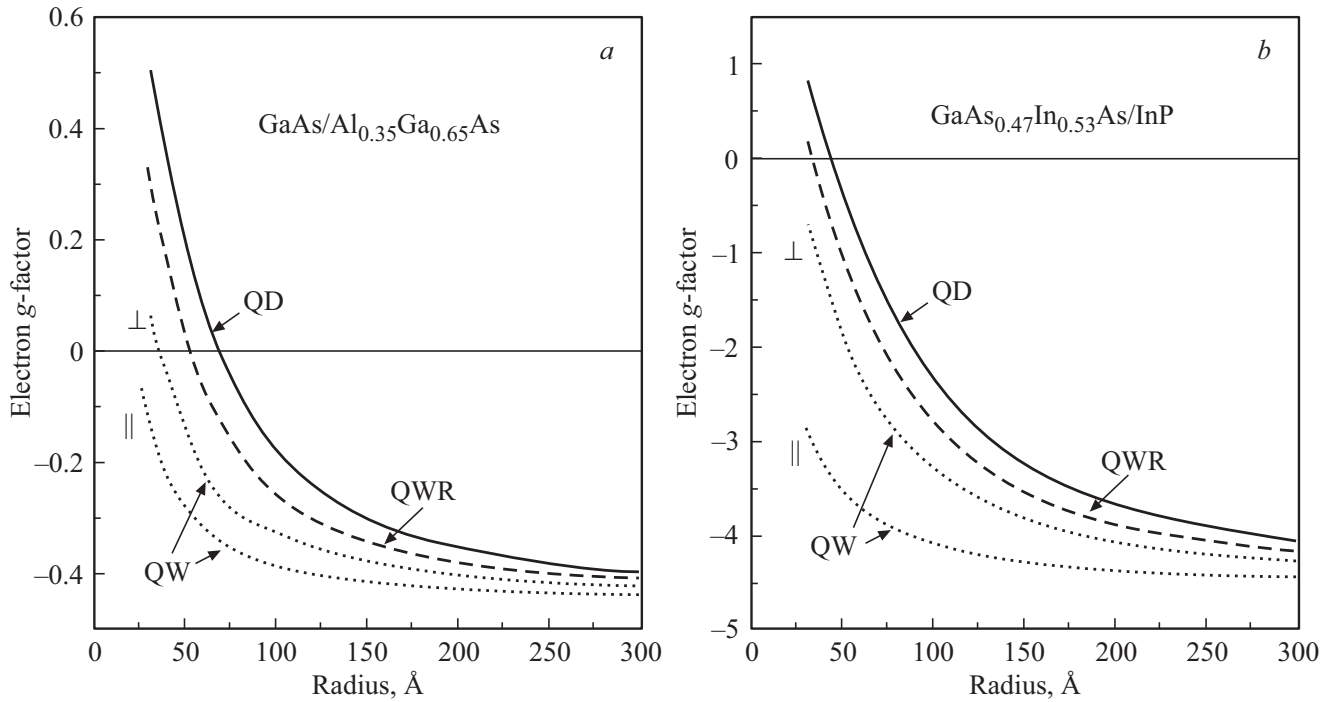 a
GaAs/Al0.35Ga0.65As
Electron g-factor
0.6
0.4
0.2
0
–0.2
–0.4
⊥
||
QD
QWR
QW
0 50 100 150 200 250 300
Radius, Å
b
GaAs0.47In0.53As/InP
Electron g-factor
1
0
–1
–2
–3
–4
–5
⊥
||
QD
QWR
QW
0 50 100 150 200 250 300
Radius, Å